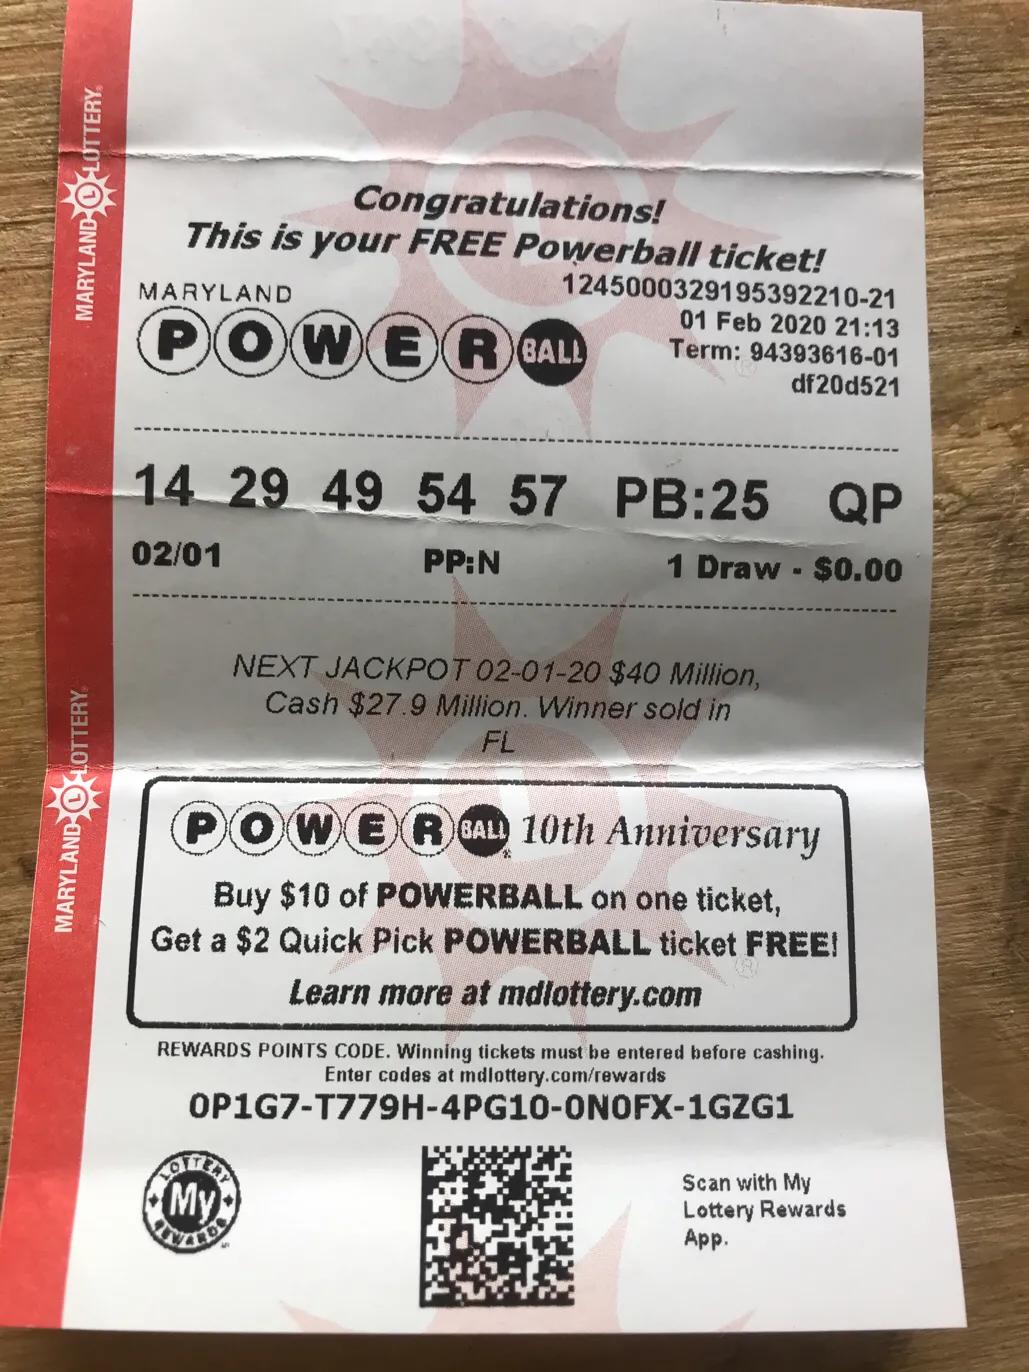 MARYLAND LOTTERY®
MARYLAND LOTTERY®
Congratulations!
This is your FREE Powerball ticket!
1245000329195392210-21
MARYLAND
01 Feb 2020 21:13
POWERBALL
Term: 94393616-01
df20d521
14 29 49 54 57 PB:25 QP
02/01 PP:N 1 Draw - $0.00
NEXT JACKPOT 02-01-20 $40 Million,
Cash $27.9 Million. Winner sold in
FL
POWERBALL 10th Anniversary
Buy $10 of POWERBALL on one ticket,
Get a $2 Quick Pick POWERBALL ticket FREE!
Learn more at mdlottery.com
REWARDS POINTS CODE. Winning tickets must be entered before cashing.
Enter codes at mdlottery.com/rewards
0P1G7-T779H-4PG10-0N0FX-1GZG1
LOTTERY
My
REWARDS
Scan with My
Lottery Rewards
App.